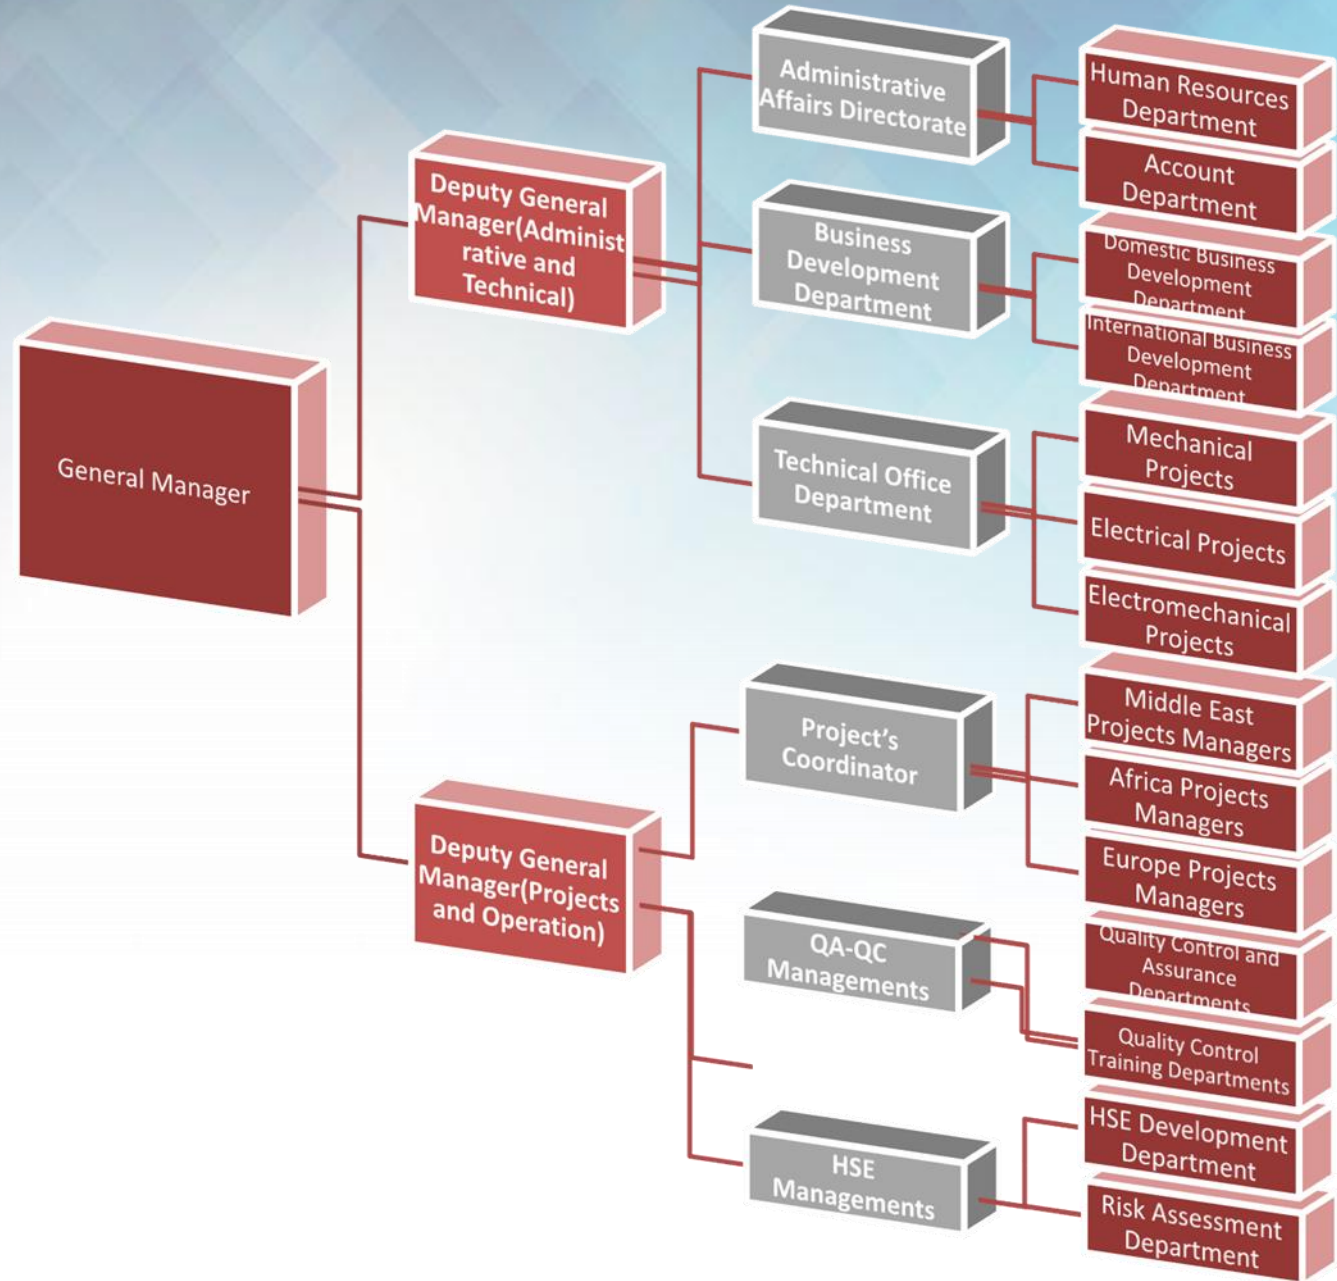 General Manager
Deputy General
Manager(Administ
rative and
Technical)
Administrative
Affairs Directorate
Human Resources
Department
Account
Department
Business
Development
Department
Domestic Business
Development
Department
International Business
Development
Department
Technical Office
Department
Mechanical
Projects
Electrical Projects
Electromechanical
Projects
Deputy General
Manager(Projects
and Operation)
Project’s
Coordinator
Middle East
Projects Managers
Africa Projects
Managers
Europe Projects
Managers
QA-QC
Managements
Quality Control and
Assurance
Departments
Quality Control
Training Departments
HSE
Managements
HSE Development
Department
Risk Assessment
Department